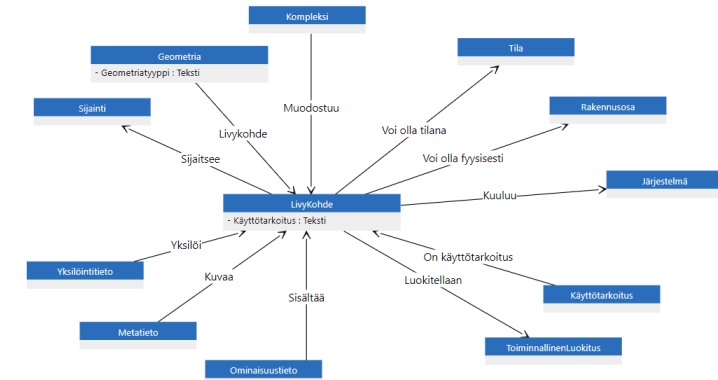 Kompleksi
Tila
Geometria
- Geometriatyyppi : Teksti
Sijainti
Rakennusosa
Muodostuu
Livykohde
Voi olla tilana
Sijaitsee
Voi olla fyysisesti
Järjestelmä
Kuuluu
LivyKohde
- Käyttötarkoitus : Teksti
Yksilöi
On käyttötarkoitus
Yksilöintitieto
Kuvaa
Luokitellaan
Sisältää
Käyttötarkoitus
Metatieto
ToiminnallinenLuokitus
Ominaisuustieto